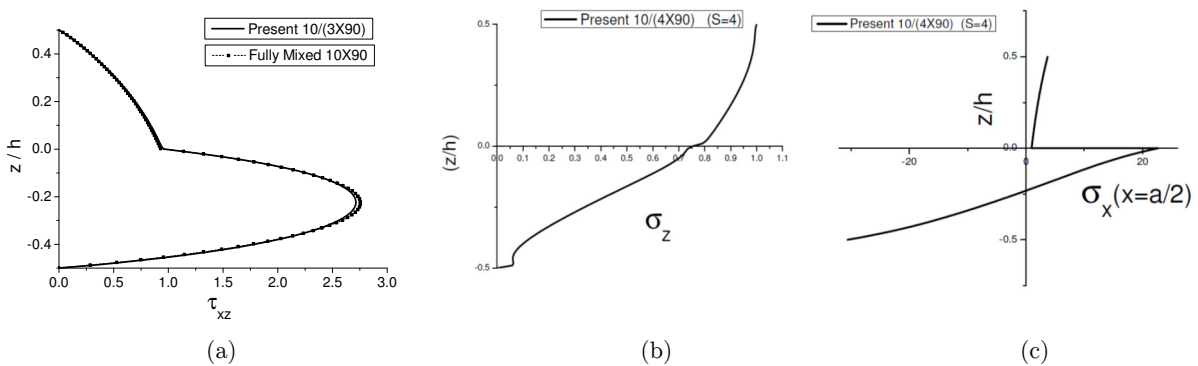 Present 10/(3X90)
Fully Mixed 10X90
0.4
0.2
0.0
-0.2
-0.4
z / h
0.0 0.5 1.0 1.5 2.0 2.5 3.0
τxz
(a)
Present 10/(4X90) (S=4)
0.5
0.0
-0.5
(z/h)
0.0 0.1 0.2 0.3 0.4 0.5 0.6 0.7 0.8 0.9 1.0 1.1
σz
(b)
Present 10/(4X90) (S=4)
0.5
z/h
0.0
-20 0 20
σx(x=a/2)
-0.5
(c)